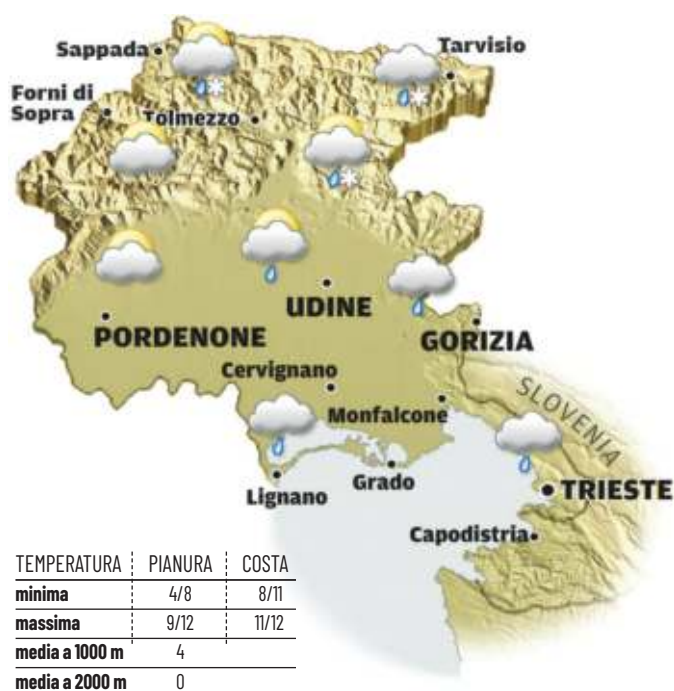 Sappada
Tarvisio
Forni di
Sopra
Tolmezzo
UDINE
PORDENONE
GORIZIA
Cervignano
SLOVENIA
Monfalcone
Grado
Lignano
TRIESTE
Capodistria
TEMPERATURA PIANURA COSTA
minima 4/8 8/11
massima 9/12 11/12
media a 1000 m 4
media a 2000 m 0